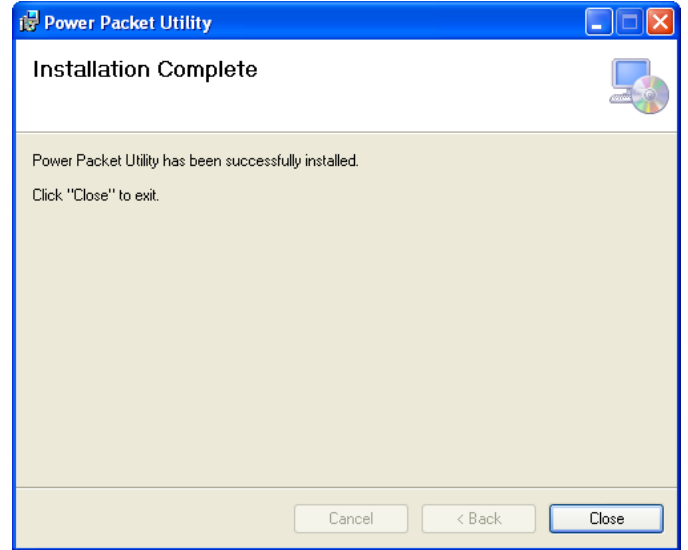 Power Packet Utility
Installation Complete
Power Packet Utility has been successfully installed.
Click "Close" to exit.
Cancel
< Back
Close